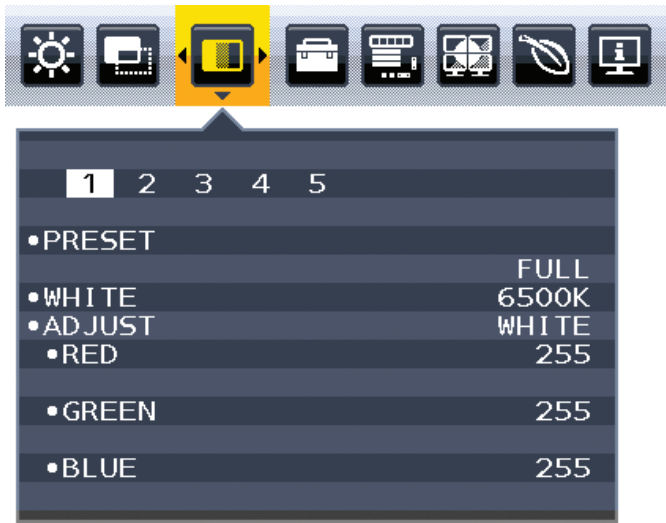 i
1 2 3 4 5
•PRESET
FULL
•WHITE 6500K
•ADJUST WHITE
•RED 255
•GREEN 255
•BLUE 255